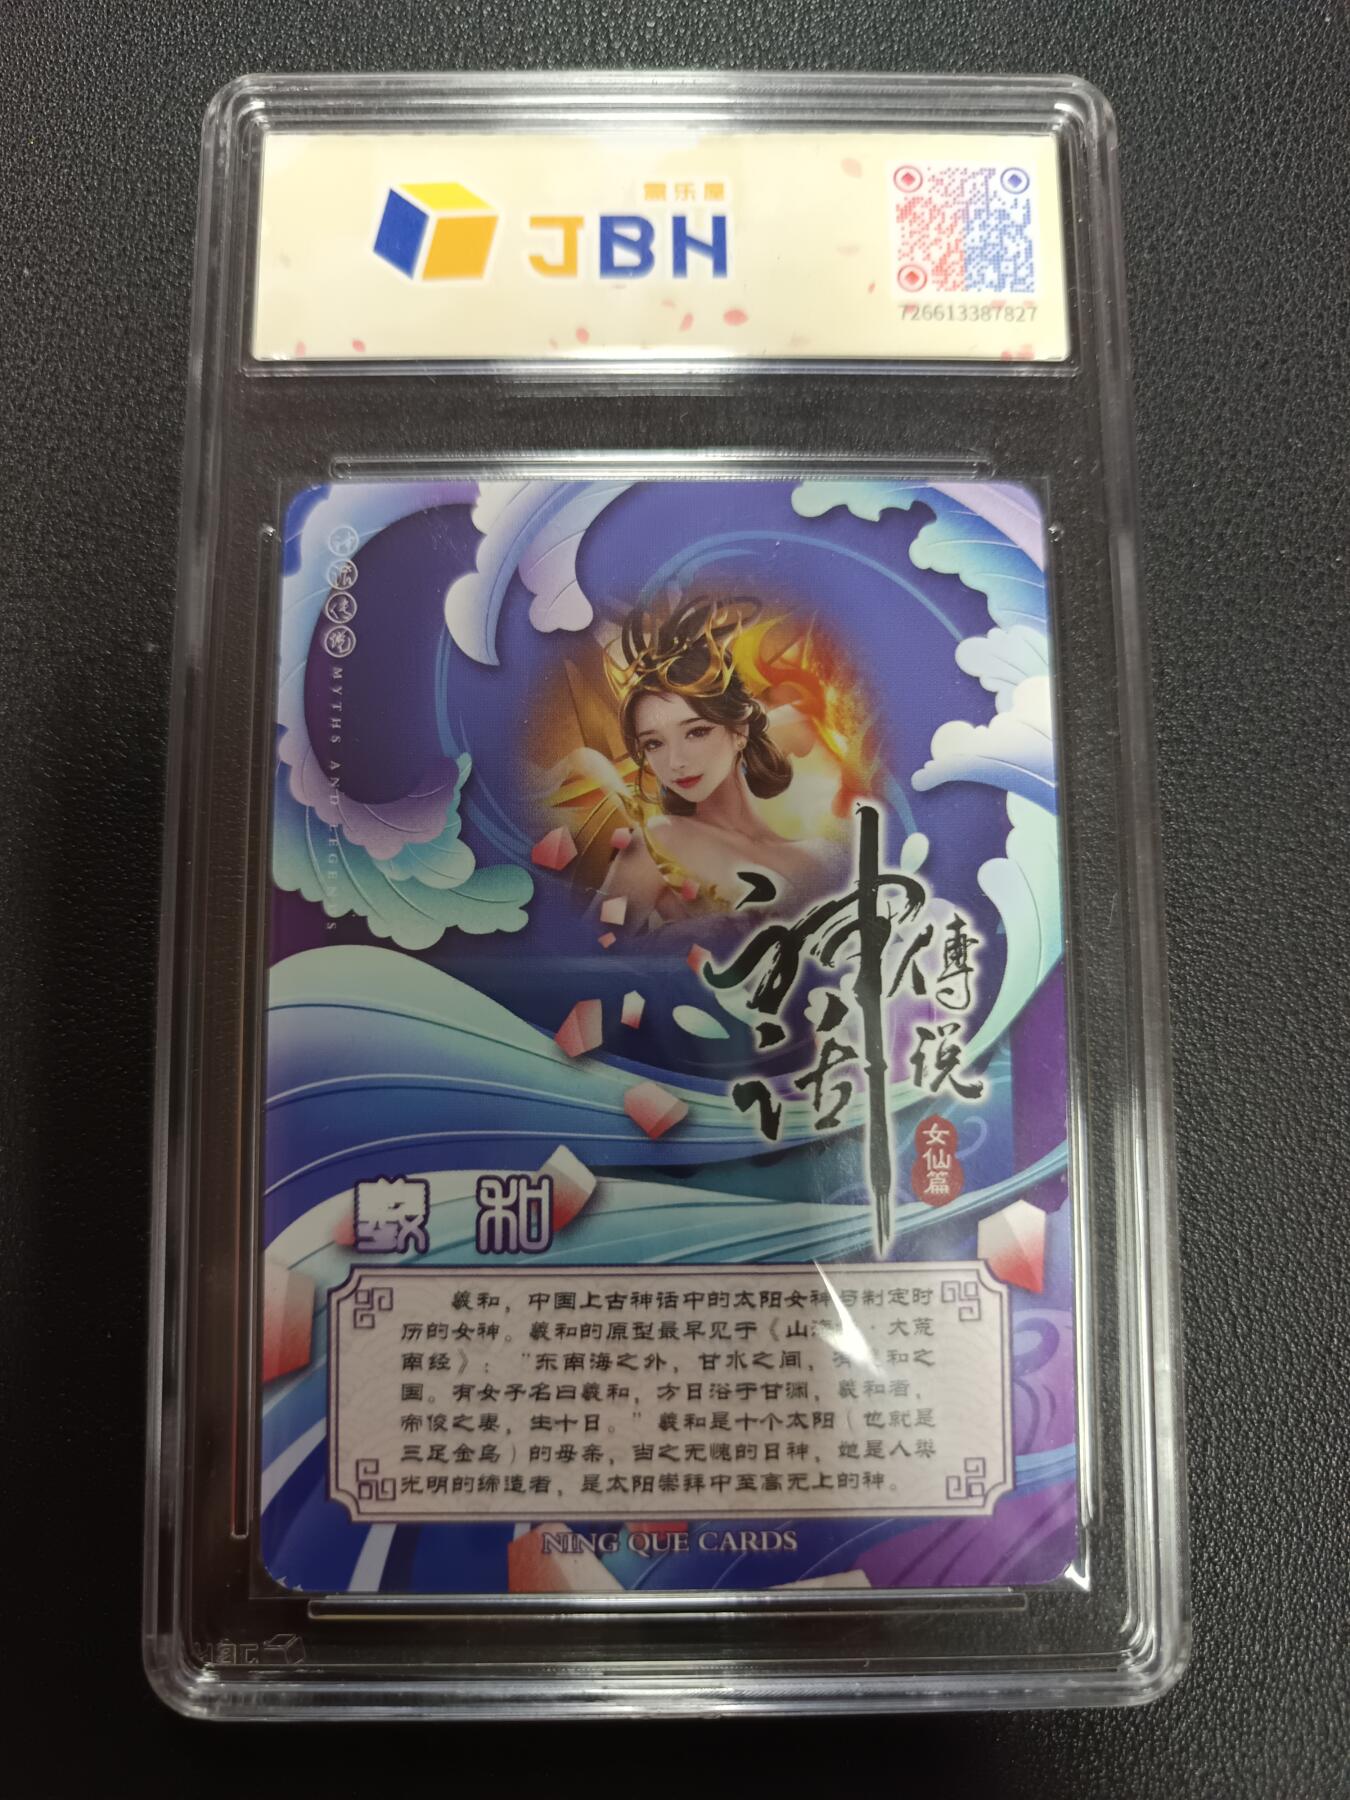 JBH
726613387827
神话传说
MYTHS AND LEGENDS
神话
傳说
女仙篇
羲和
羲和，中国上古神话中的太阳女神与制定时
历的女神。羲和的原型最早见于《山海经·大荒
南经》："东南海之外，甘水之间，有羲和之
国。有女子名曰羲和，方日浴于甘渊，羲和者，
帝俊之妻，生十日。"羲和是十个太阳（也就是
三足金乌）的母亲，当之无愧的日神，她是人类
光明的缔造者，是太阳崇拜中至高无上的神。
NING QUE CARDS